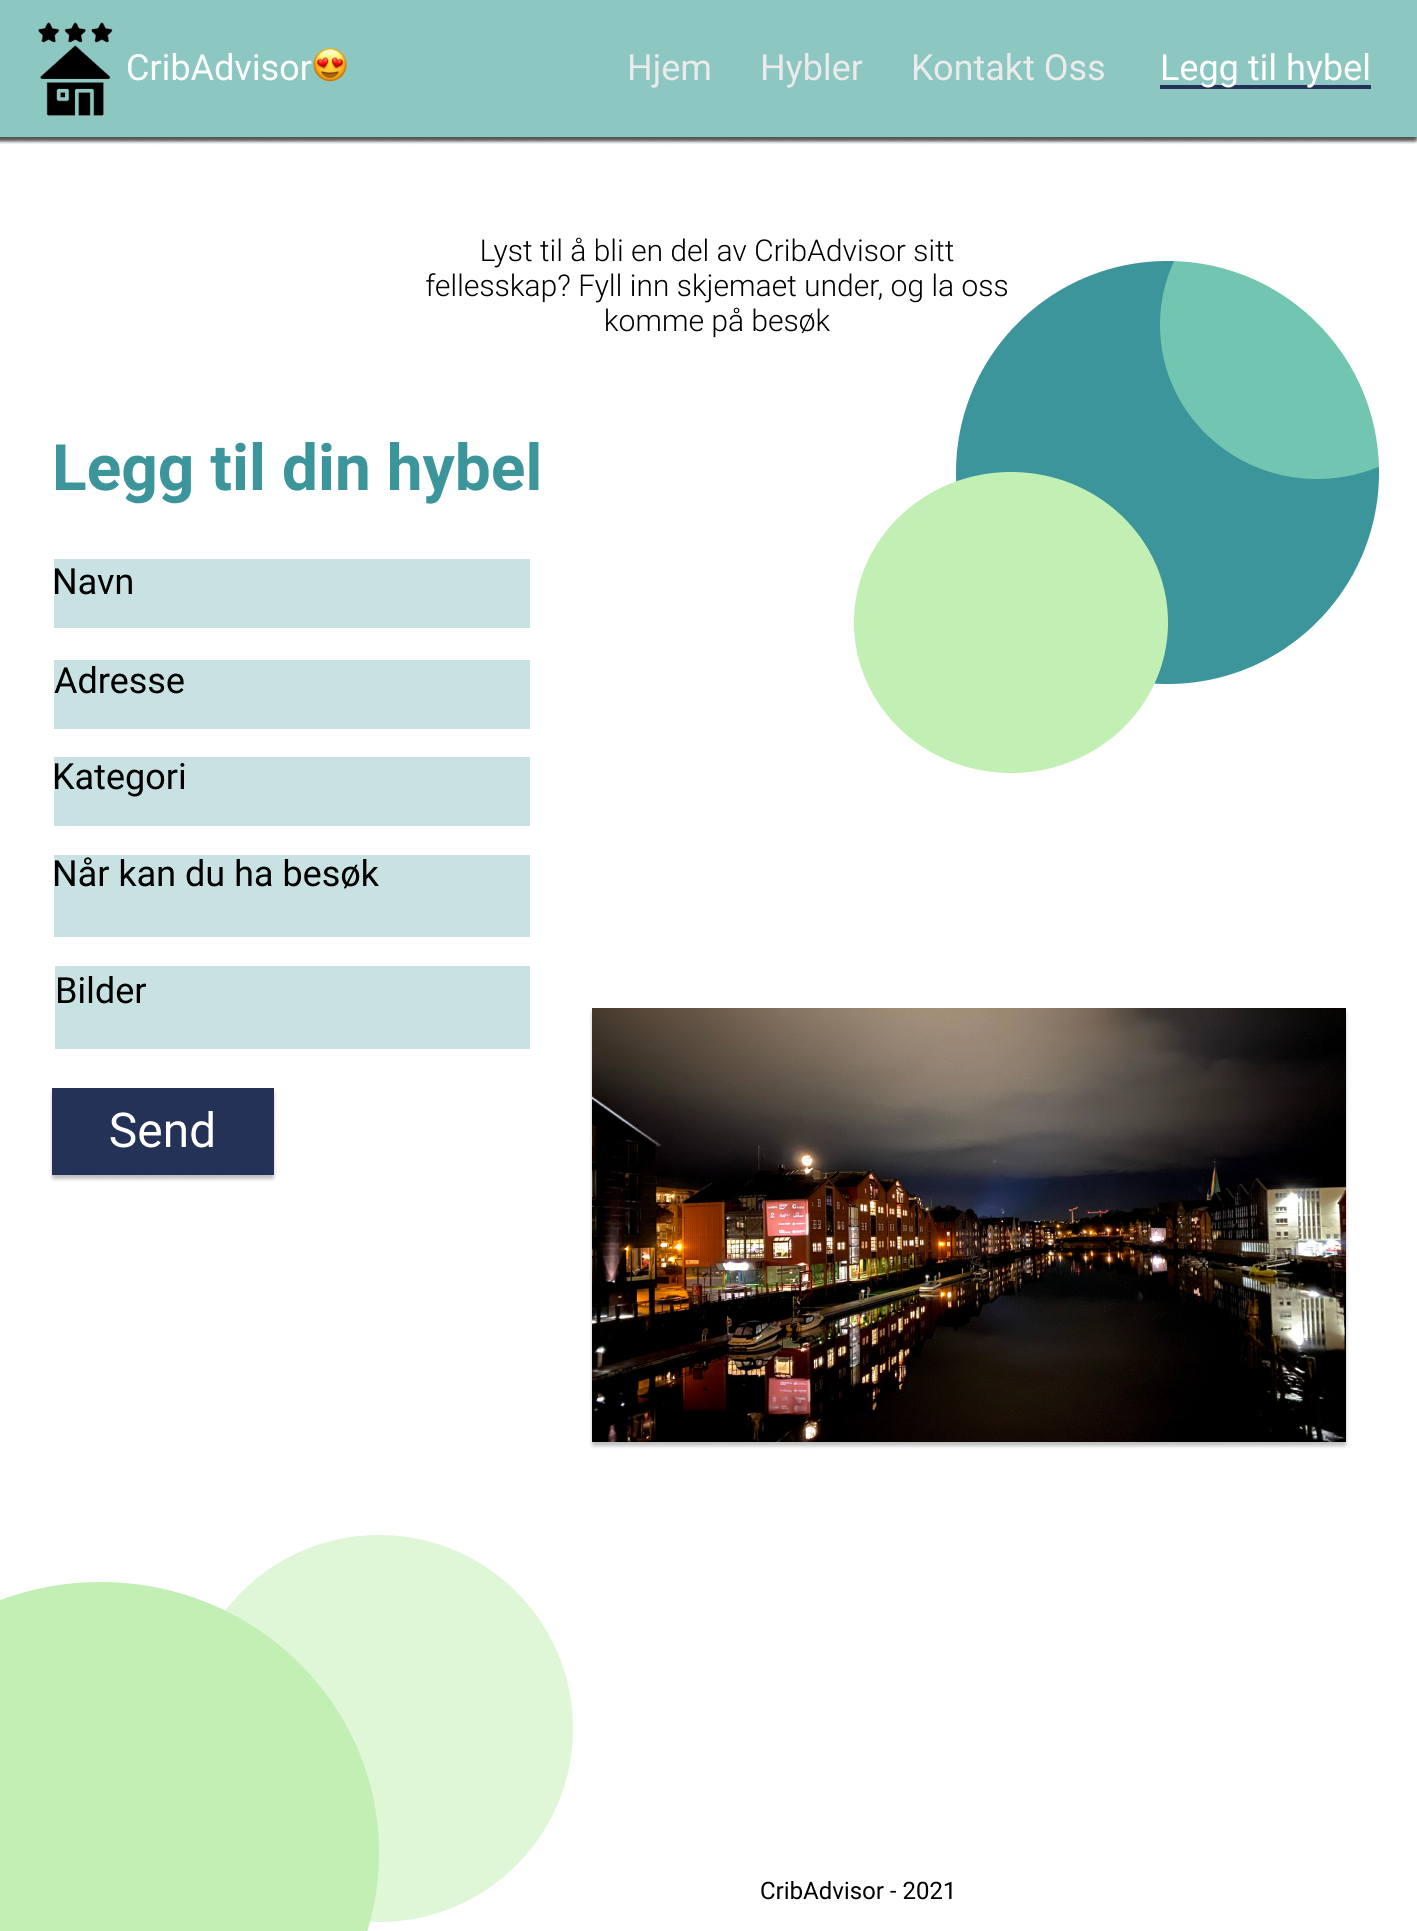 CribAdvisor😍
Hjem
Hybler
Kontakt Oss
Legg til hybel
Lyst til å bli en del av CribAdvisor sitt
fellesskap? Fyll inn skjemaet under, og la oss
komme på besøk
Legg til din hybel
Navn
Adresse
Kategori
Når kan du ha besøk
Bilder
Send
CribAdvisor - 2021